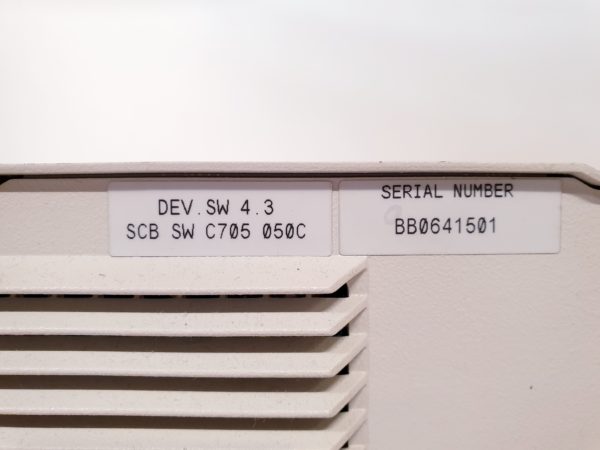 DEV.SW 4.3
SCB SW C705 050C
SERIAL NUMBER
BB0641501